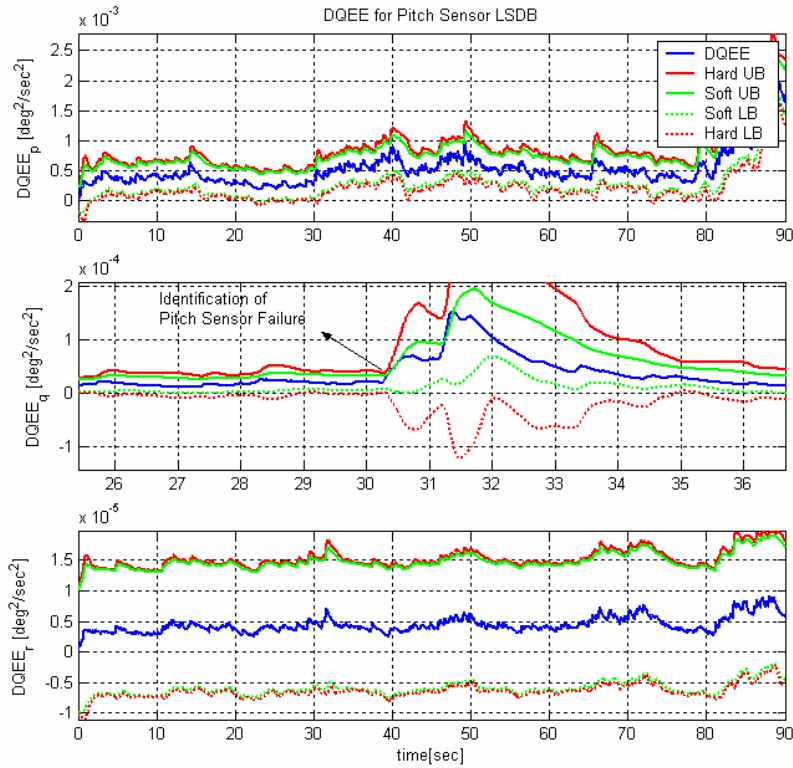 DQEE for Pitch Sensor LSDB
x 10^-3
DQEE_p [deg^2/sec^2]
2.5
2
1.5
1
0.5
0
DQEE
Hard UB
Soft UB
Soft LB
Hard LB
0 10 20 30 40 50 60 70 80 90
x 10^-4
DQEE_q [deg^2/sec^2]
2
1
0
-1
Identification of
Pitch Sensor Failure
26 27 28 29 30 31 32 33 34 35 36
x 10^-5
DQEE_r [deg^2/sec^2]
1.5
1
0.5
0
-0.5
-1
0 10 20 30 40 50 60 70 80 90
time[sec]